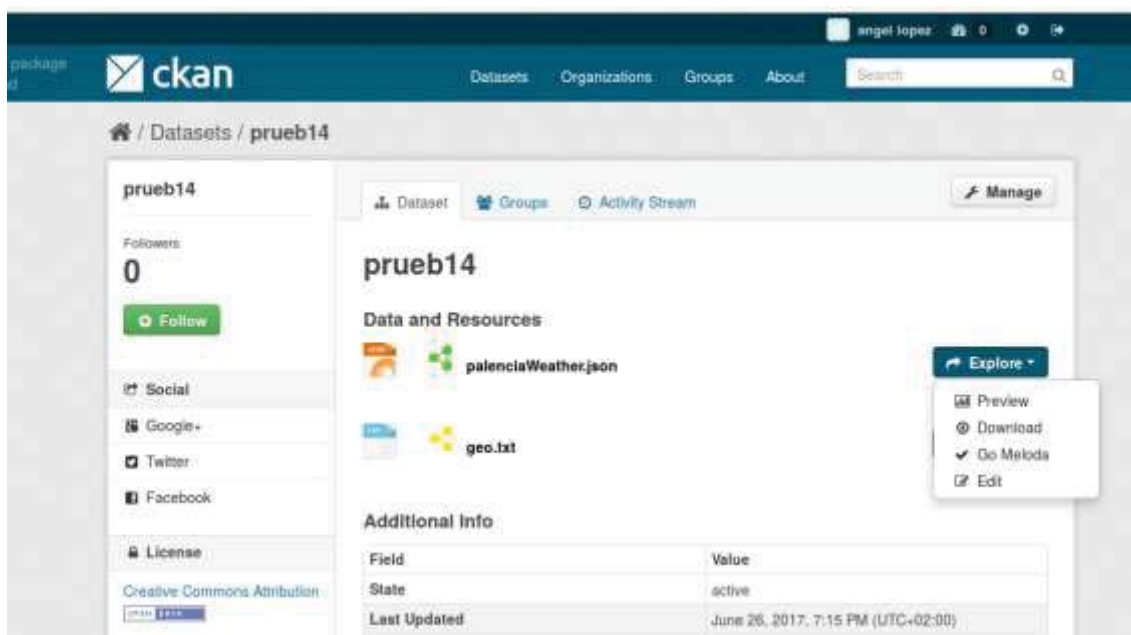 angel lopez 0
package
ckan
Datasets Organizations Groups About Search
/ Datasets / prueb14
prueb14
Followers
0
Follow
Social
Google+
Twitter
Facebook
License
Creative Commons Attribution
Dataset Groups Activity Stream Manage
prueb14
Data and Resources
palenciaWeather.json
Explore
Preview
Download
Go Meloda
Edit
geo.txt
Additional Info
Field Value
State active
Last Updated June 26, 2017, 7:15 PM (UTC+02:00)